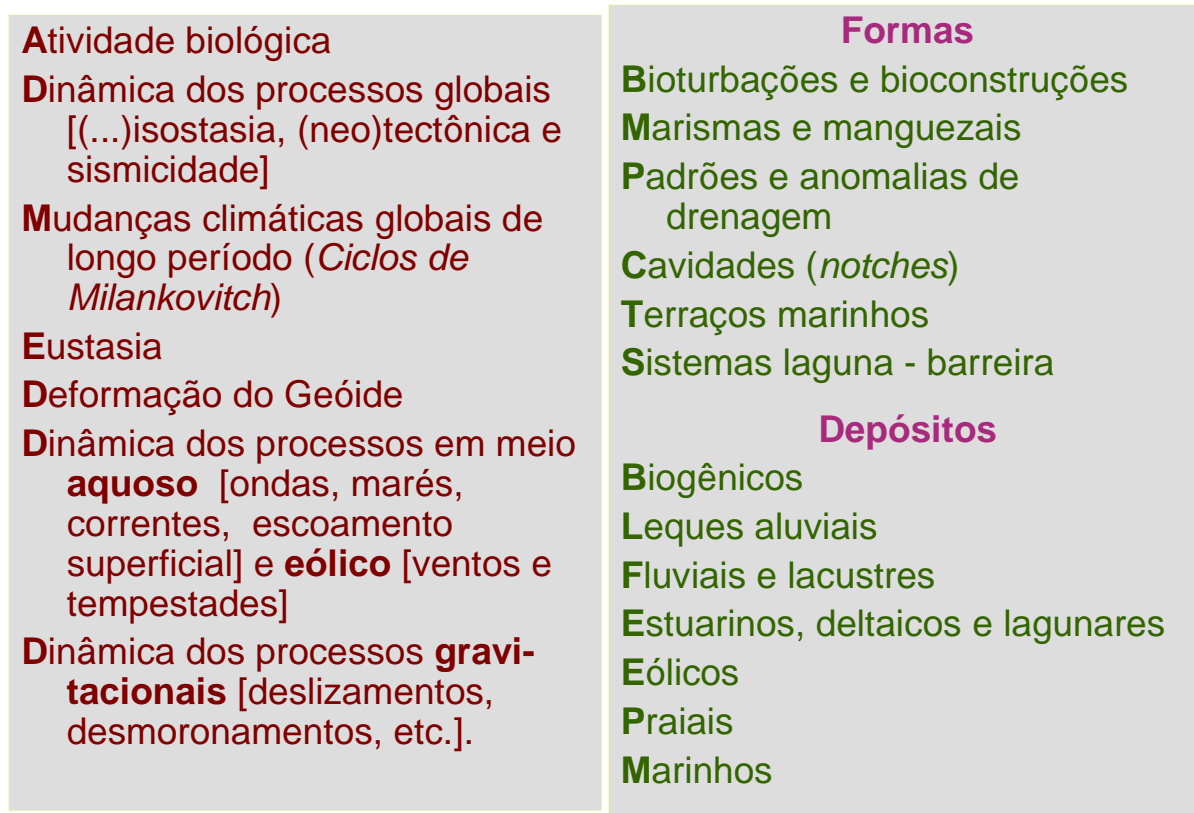 Atividade biológica
Dinâmica dos processos globais
[(...)isostasia, (neo)tectônica e
sismicidade]
Mudanças climáticas globais de
longo período (Ciclos de
Milankovitch)
Eustasia
Deformação do Geóide
Dinâmica dos processos em meio
aquoso [ondas, marés,
correntes, escoamento
superficial] e eólico [ventos e
tempestades]
Dinâmica dos processos gravi-
tacionais [deslizamentos,
desmoronamentos, etc.].
Formas
Bioturbações e bioconstruções
Marismas e manguezais
Padrões e anomalias de
drenagem
Cavidades (notches)
Terraços marinhos
Sistemas laguna - barreira
Depósitos
Biogênicos
Leques aluviais
Fluviais e lacustres
Estuarinos, deltaicos e lagunares
Eólicos
Praiais
Marinhos